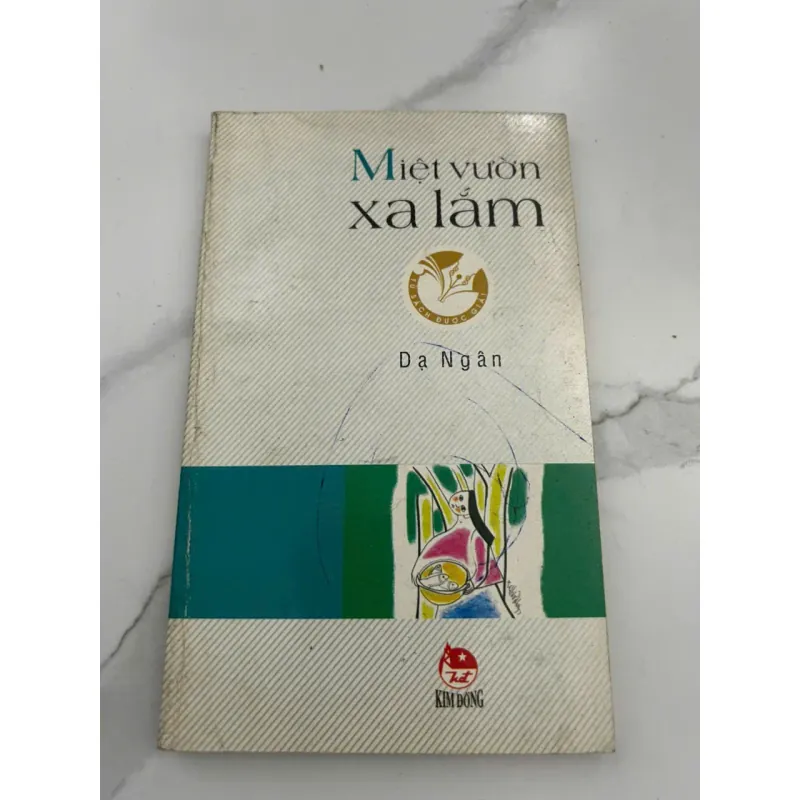 Miệt vườn
xa lắm
TỦ SÁCH ĐƯỢC GIẢI
Dạ Ngân
KIM ĐỒNG